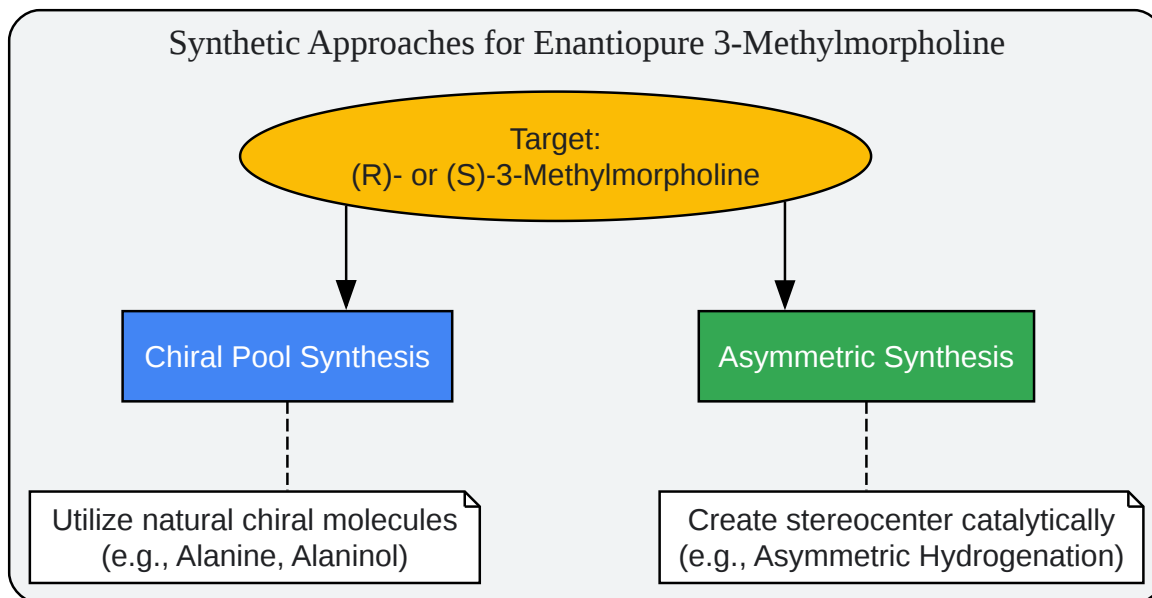 Synthetic Approaches for Enantiopure 3-Methylmorpholine
Target:
(R)- or (S)-3-Methylmorpholine
Chiral Pool Synthesis
Asymmetric Synthesis
Utilize natural chiral molecules
(e.g., Alanine, Alaninol)
Create stereocenter catalytically
(e.g., Asymmetric Hydrogenation)